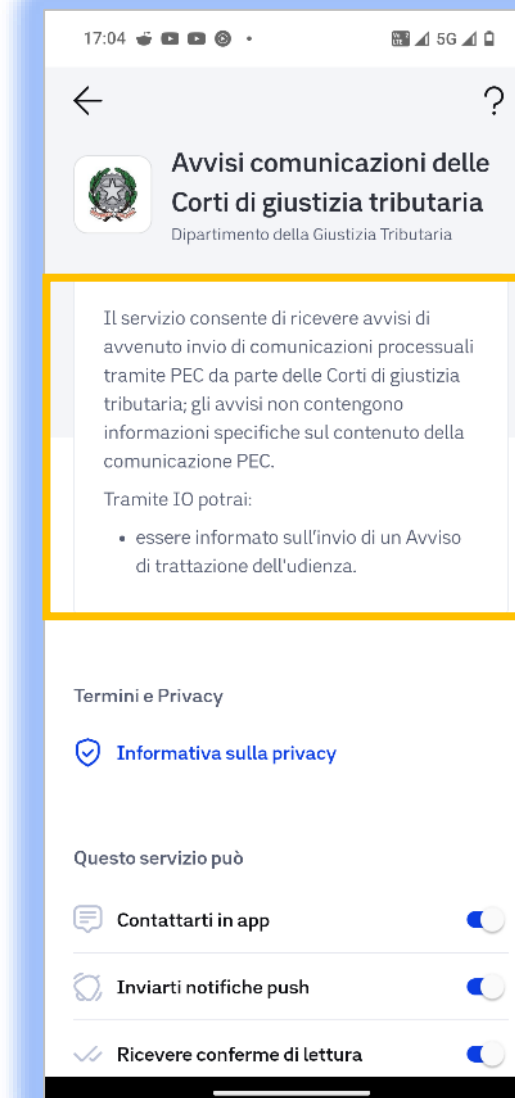 17:04
5G
?
Avvisi comunicazioni delle
Corti di giustizia tributaria
Dipartimento della Giustizia Tributaria
Il servizio consente di ricevere avvisi di
avvenuto invio di comunicazioni processuali
tramite PEC da parte delle Corti di giustizia
tributaria; gli avvisi non contengono
informazioni specifiche sul contenuto della
comunicazione PEC.
Tramite IO potrai:
• essere informato sull'invio di un Avviso
di trattazione dell'udienza.
Termini e Privacy
Informativa sulla privacy
Questo servizio può
Contattarti in app
Inviarti notifiche push
Ricevere conferme di lettura